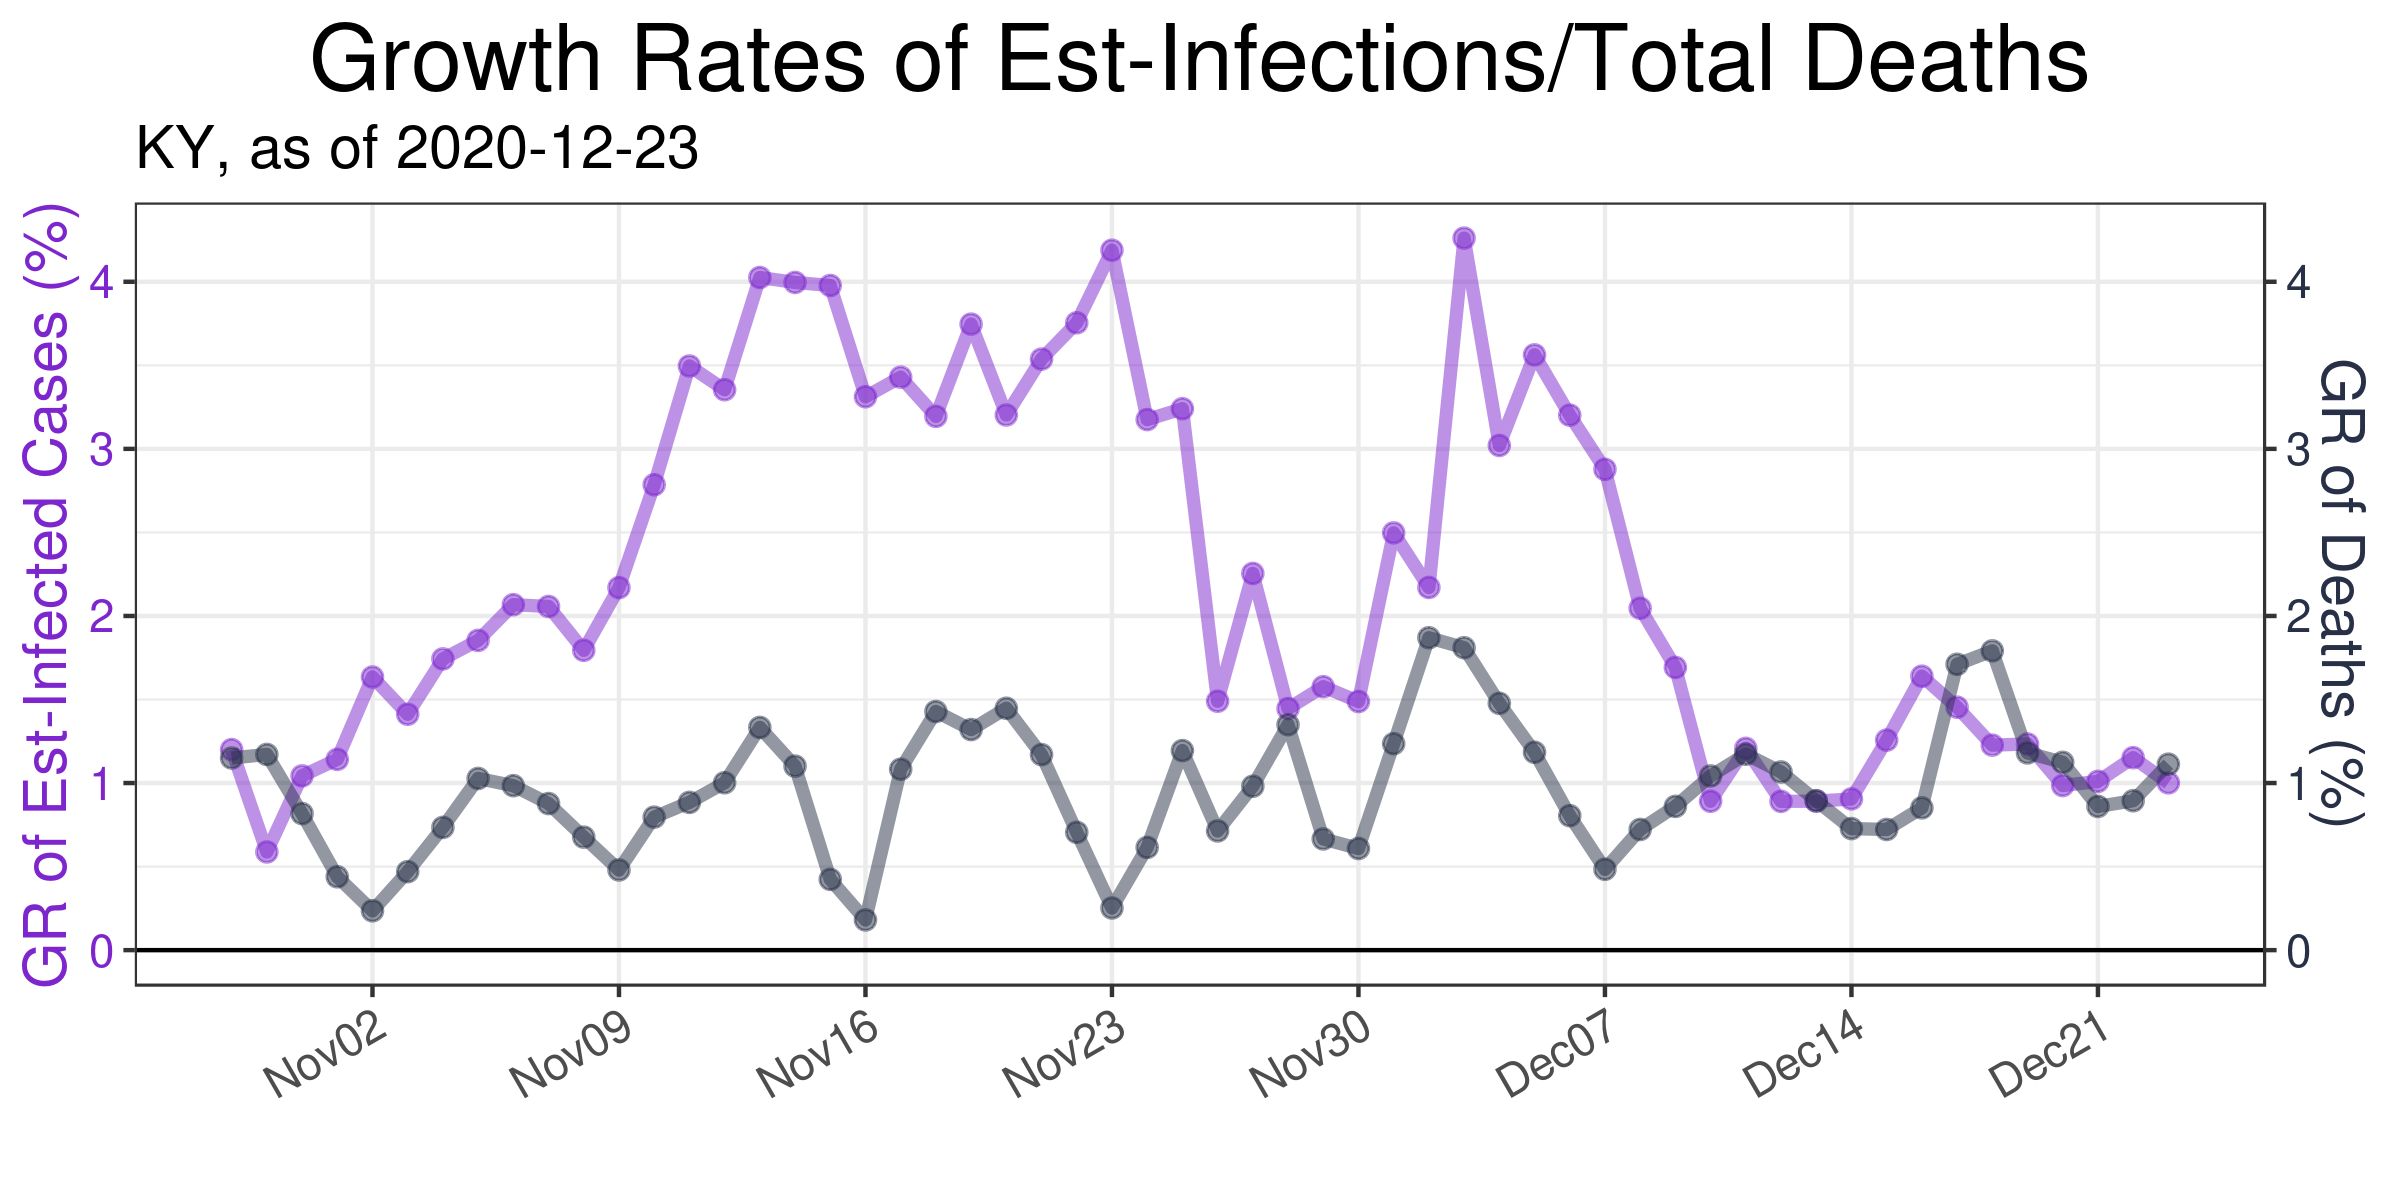 Growth Rates of Est-Infections/Total Deaths
KY, as of 2020-12-23
GR of Est-Infected Cases (%)
4
3
2
1
0
4
3
2
1
0
GR of Deaths (%)
Nov02
Nov09
Nov16
Nov23
Nov30
Dec07
Dec14
Dec21